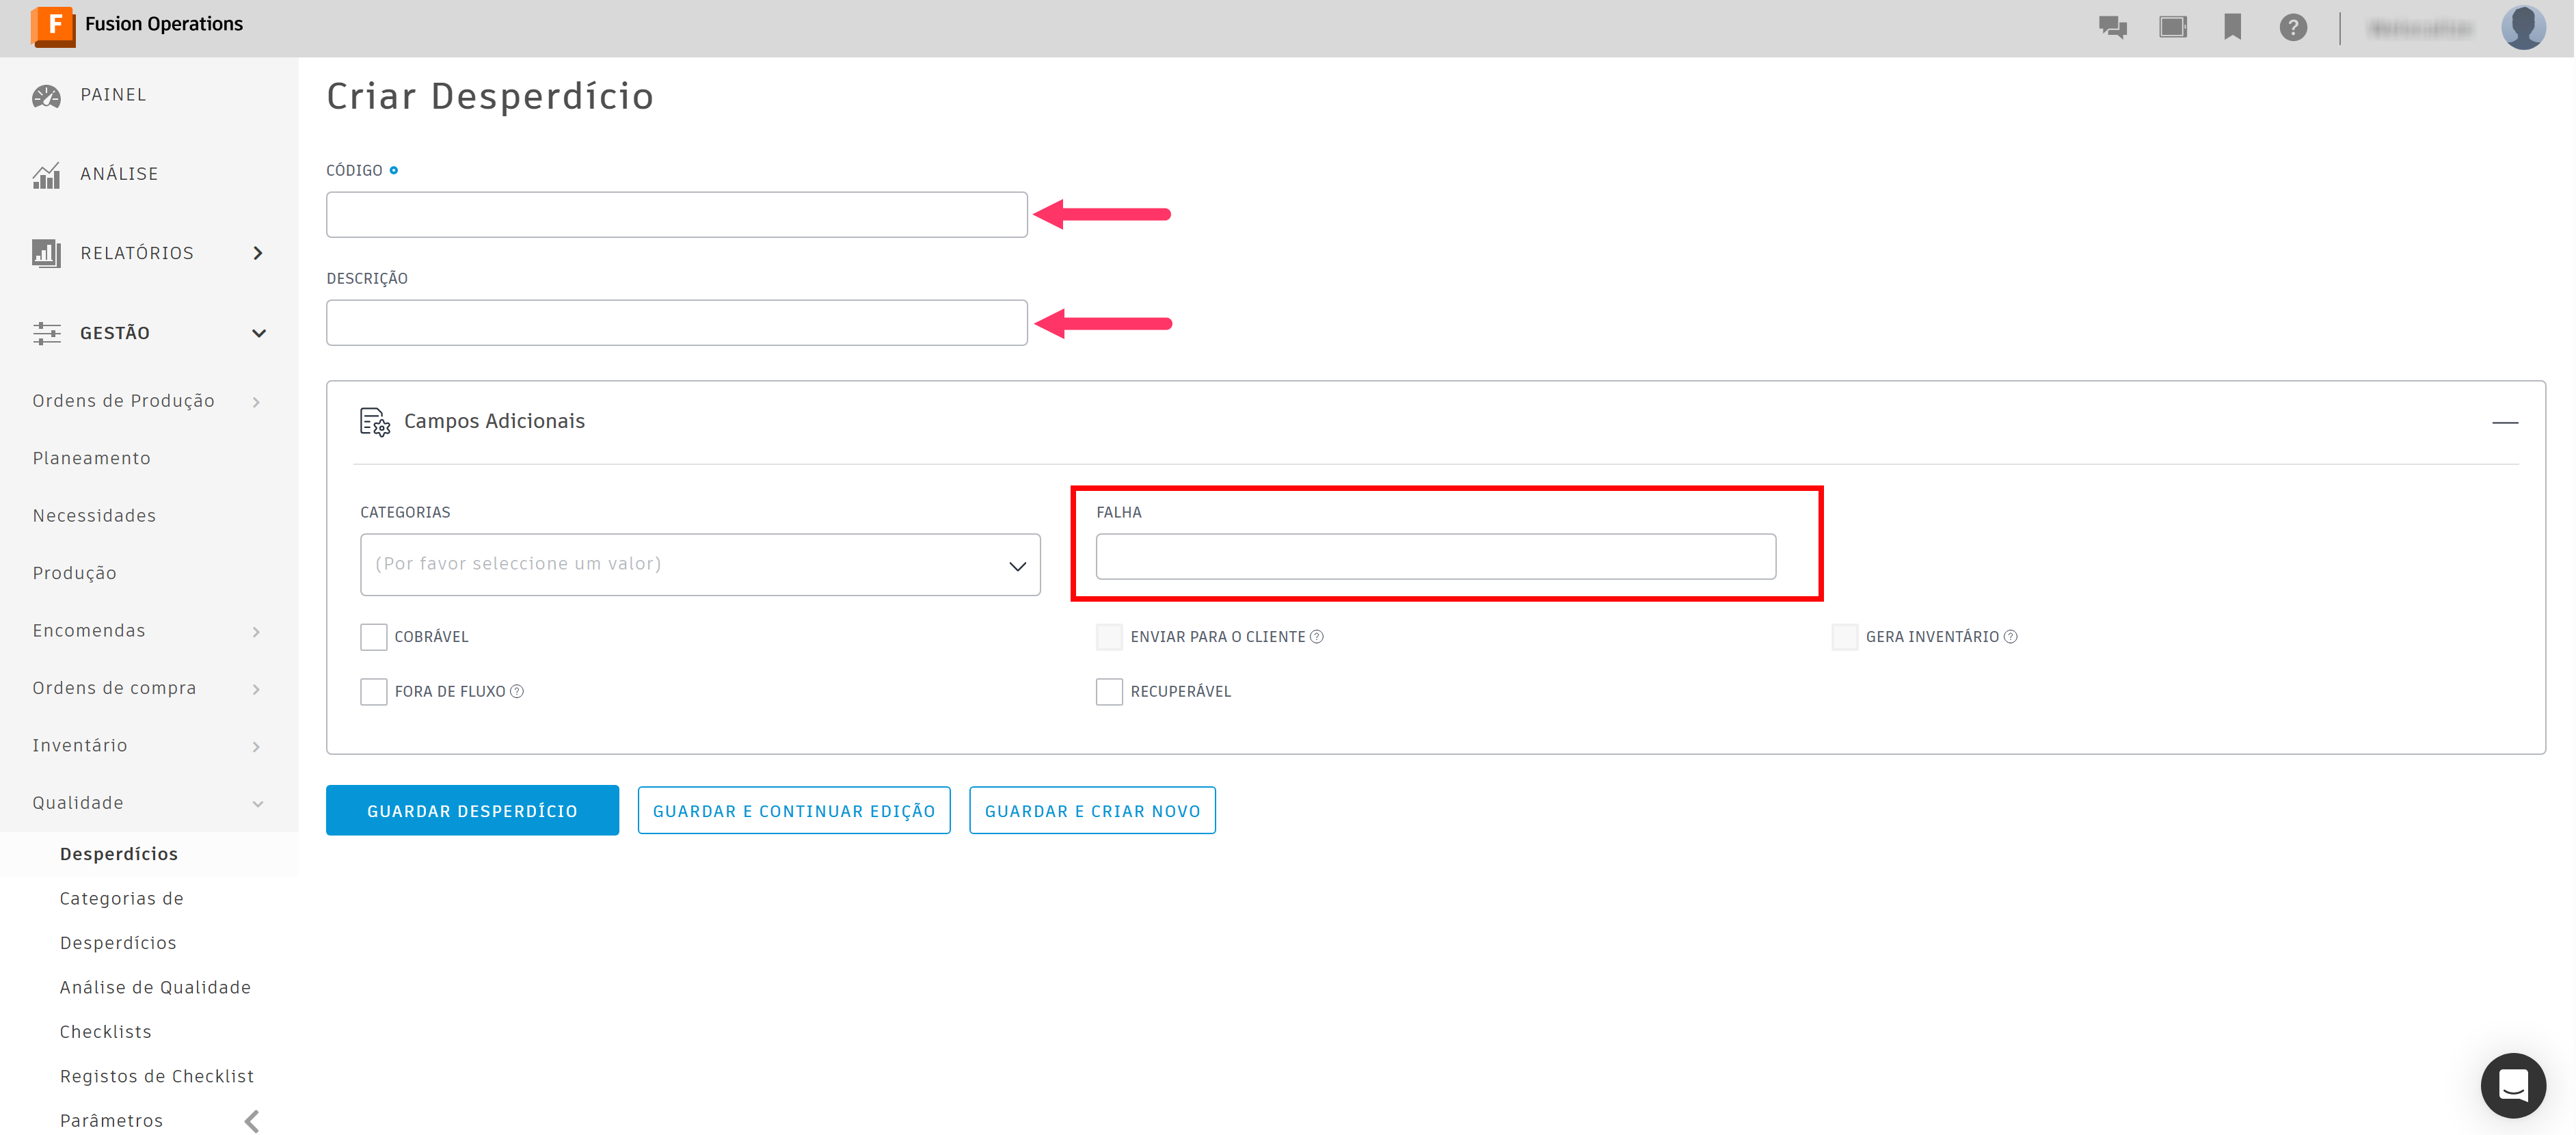 F Fusion Operations
?
PAINEL
ANÁLISE
RELATÓRIOS
GESTÃO
Ordens de Produção
Planeamento
Necessidades
Produção
Encomendas
Ordens de compra
Inventário
Qualidade
Desperdícios
Categorias de
Desperdícios
Análise de Qualidade
Checklists
Registos de Checklist
Parâmetros
Criar Desperdício
CÓDIGO
DESCRIÇÃO
Campos Adicionais
CATEGORIAS
(Por favor seleccione um valor)
FALHA
COBRÁVEL
ENVIAR PARA O CLIENTE ?
GERA INVENTÁRIO ?
FORA DE FLUXO ?
RECUPERÁVEL
GUARDAR DESPERDÍCIO
GUARDAR E CONTINUAR EDIÇÃO
GUARDAR E CRIAR NOVO